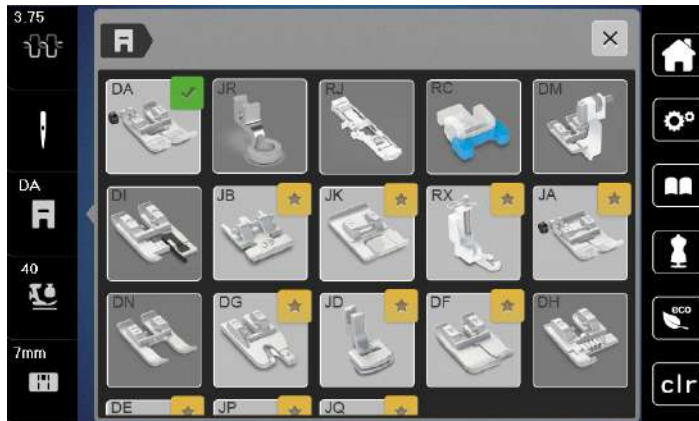 3.75
DA
40
7mm
DA JR RJ RC DM
DI JB JK RX JA
DN DG JD DF DH
DE JP JQ
eco
clr